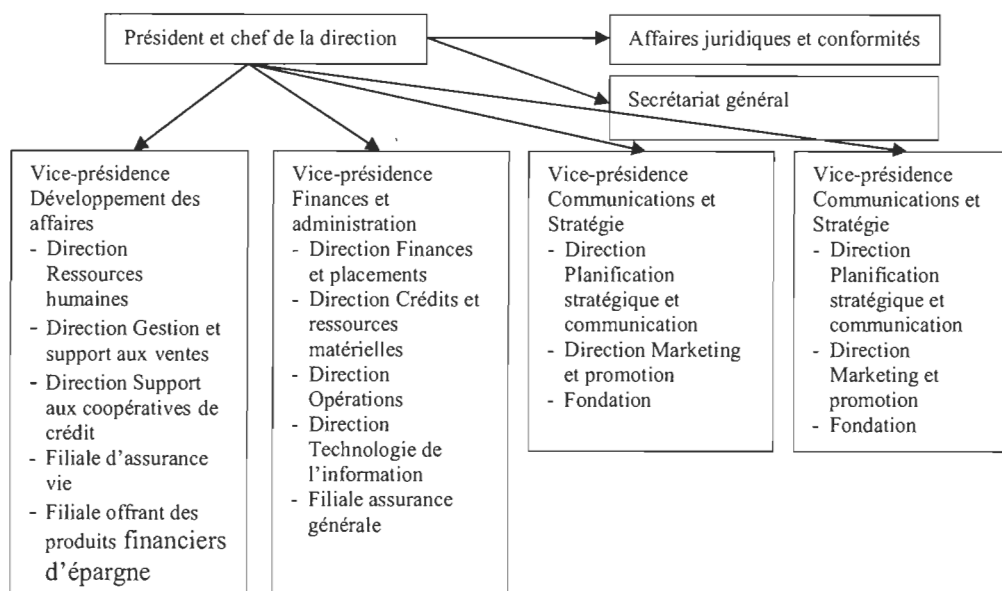 Président et chef de la direction
Affaires juridiques et conformités
Secrétariat général
Vice-présidence
Développement des
affaires
- Direction
Ressources
humaines
- Direction Gestion et
support aux ventes
- Direction Support
aux coopératives de
crédit
- Filiale d'assurance
vie
- Filiale offrant des
produits financiers
d'épargne
Vice-présidence
Finances et
administration
- Direction Finances
et placements
- Direction Crédits et
ressources
matérielles
- Direction
Opérations
- Direction
Technologie de
l'information
- Filiale assurance
générale
Vice-présidence
Communications et
Stratégie
- Direction
Planification
stratégique et
communication
- Direction Marketing
et promotion
- Fondation
Vice-présidence
Communications et
Stratégie
- Direction
Planification
stratégique et
communication
- Direction
Marketing et
promotion
- Fondation